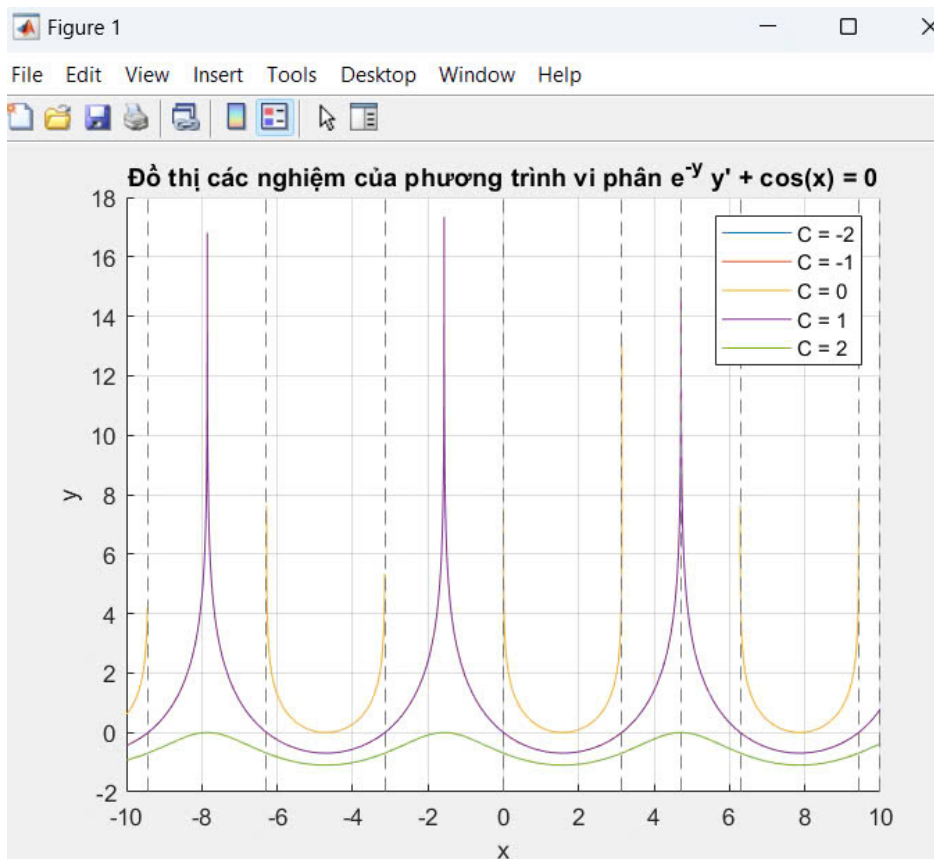 Figure 1
File Edit View Insert Tools Desktop Window Help
Đồ thị các nghiệm của phương trình vi phân e^-y y' + cos(x) = 0
18
16
14
12
10
8
6
4
2
0
-2
y
C = -2
C = -1
C = 0
C = 1
C = 2
-10 -8 -6 -4 -2 0 2 4 6 8 10
x